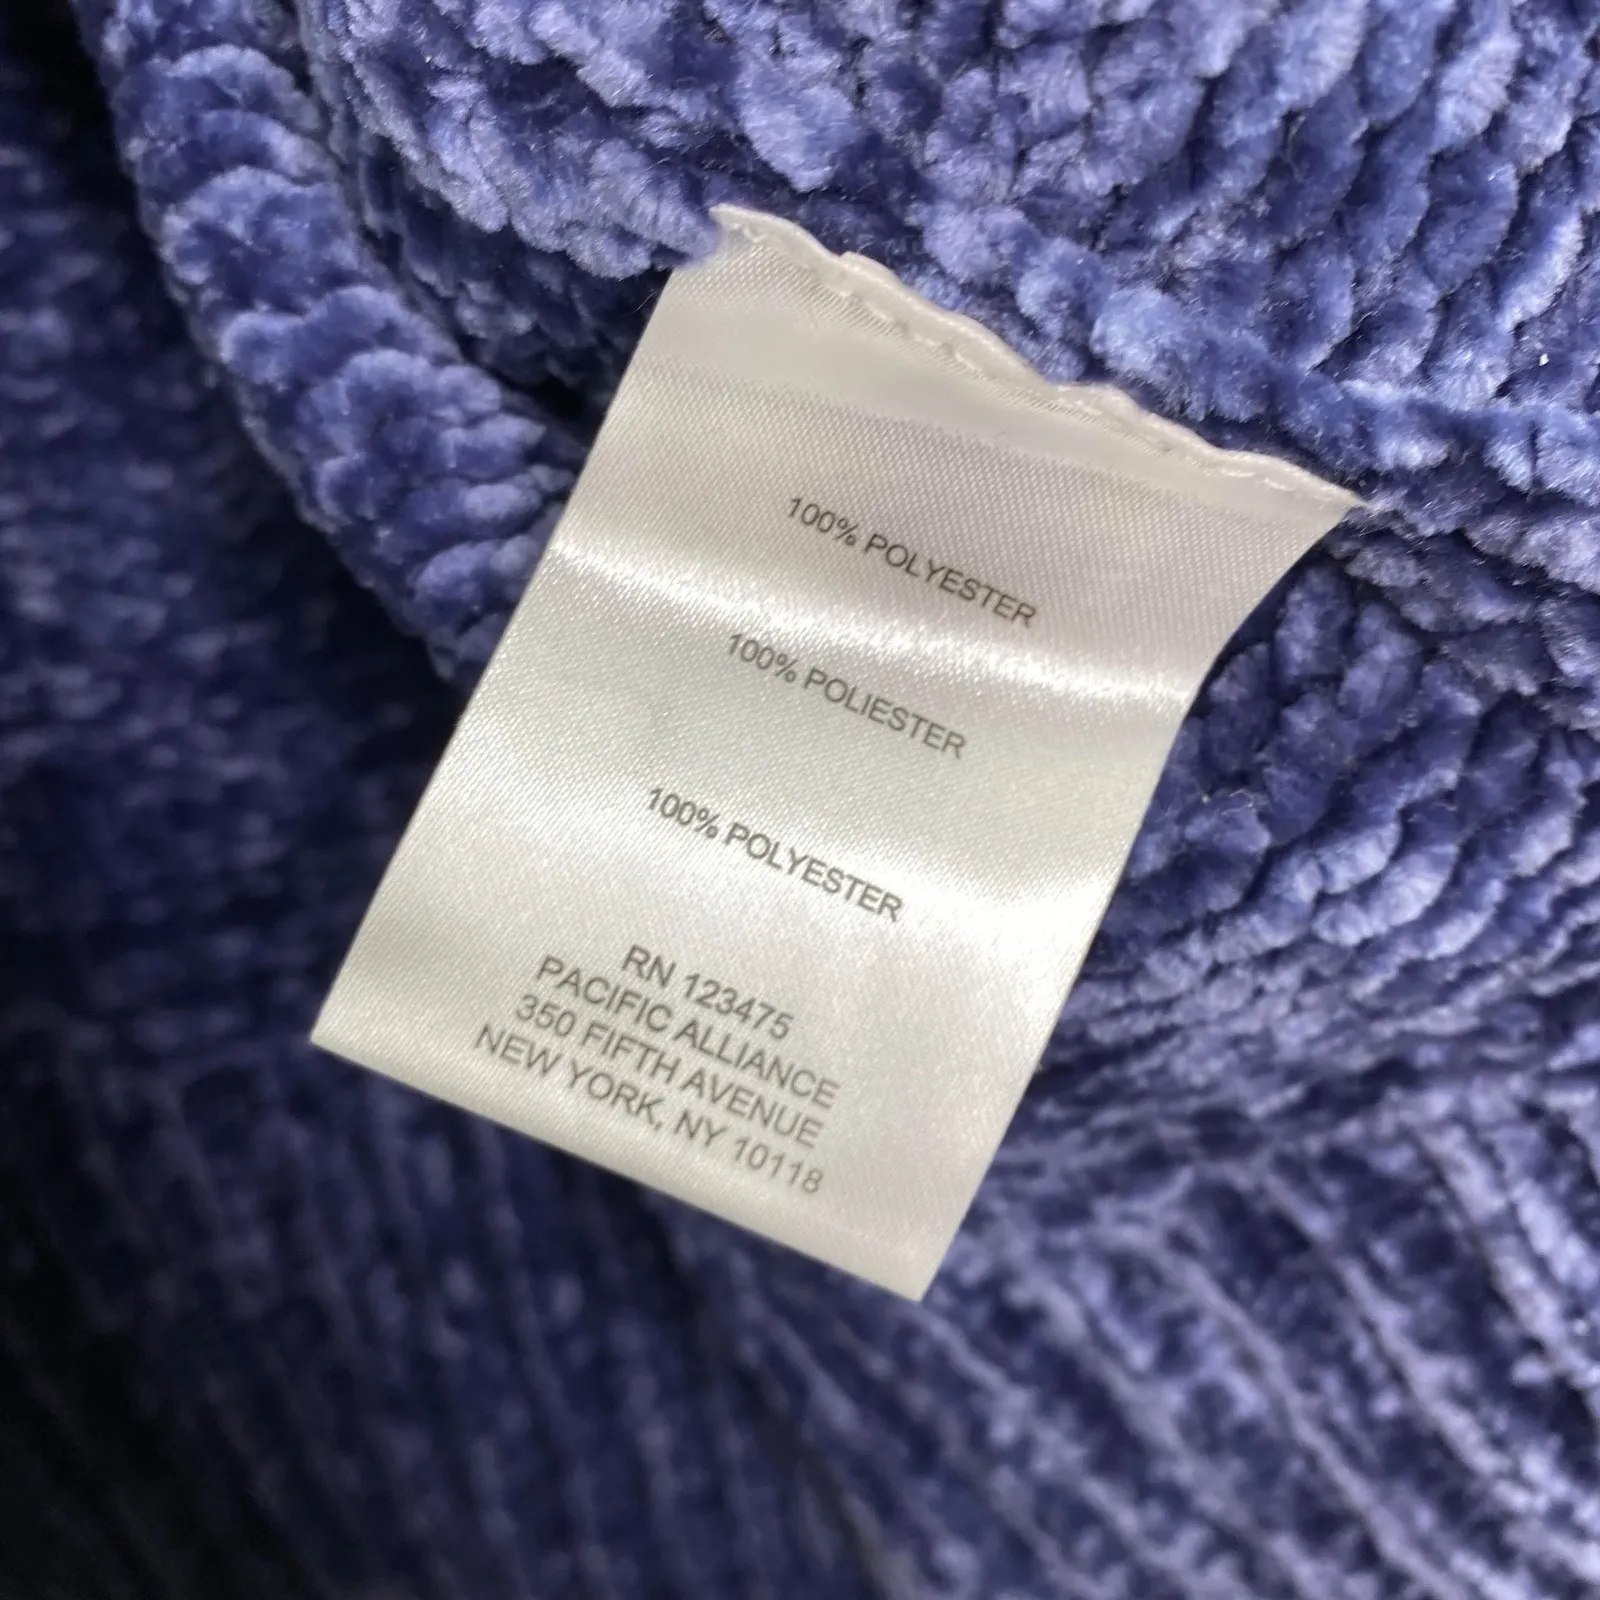 100% POLYESTER
100% POLIESTER
100% POLYESTER
RN 123475
PACIFIC ALLIANCE
350 FIFTH AVENUE
NEW YORK, NY 10118